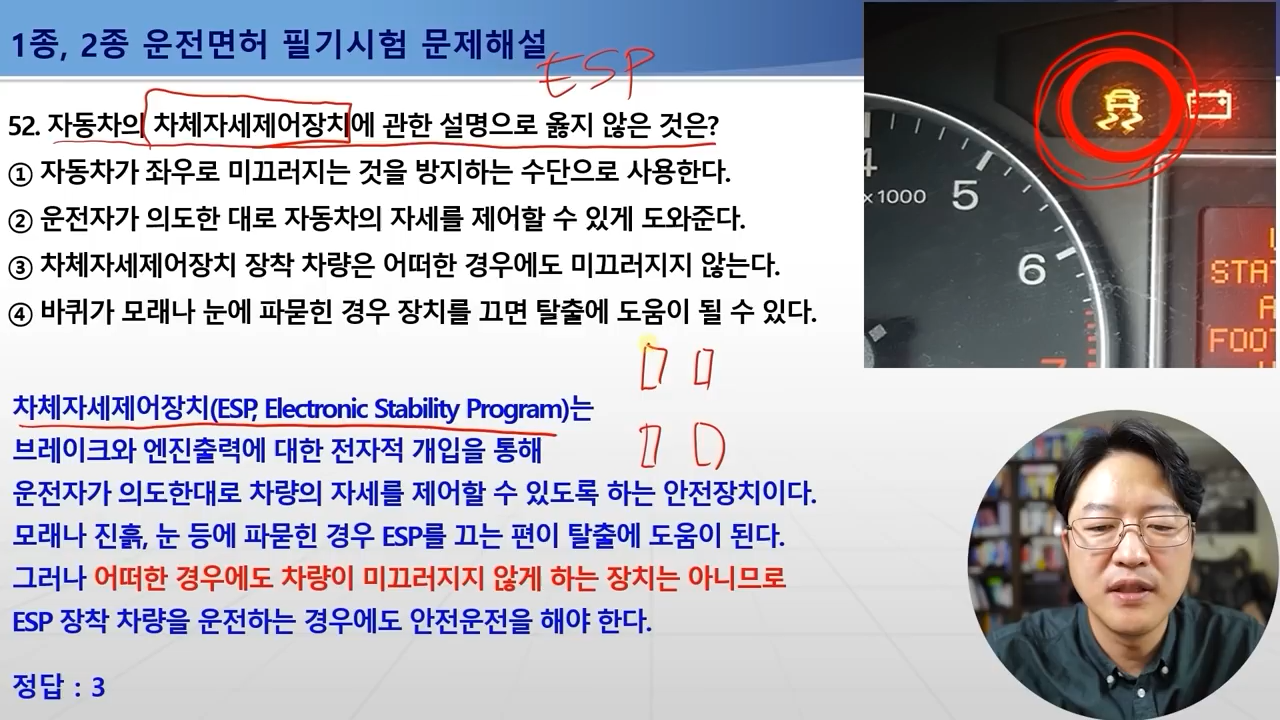 1종, 2종 운전면허 필기시험 문제해설
ESP
52. 자동차의 차체자세제어장치에 관한 설명으로 옳지 않은 것은?
① 자동차가 좌우로 미끄러지는 것을 방지하는 수단으로 사용한다.
② 운전자가 의도한 대로 자동차의 자세를 제어할 수 있게 도와준다.
③ 차체자세제어장치 장착 차량은 어떠한 경우에도 미끄러지지 않는다.
④ 바퀴가 모래나 눈에 파묻힌 경우 장치를 끄면 탈출에 도움이 될 수 있다.
차체자세제어장치(ESP, Electronic Stability Program)는
브레이크와 엔진출력에 대한 전자적 개입을 통해
운전자가 의도한대로 차량의 자세를 제어할 수 있도록 하는 안전장치이다.
모래나 진흙, 눈 등에 파묻힌 경우 ESP를 끄는 편이 탈출에 도움이 된다.
그러나 어떠한 경우에도 차량이 미끄러지지 않게 하는 장치는 아니므로
ESP 장착 차량을 운전하는 경우에도 안전운전을 해야 한다.
정답 : 3
4
x 1000
5
6
7
STAT
A
FOOT